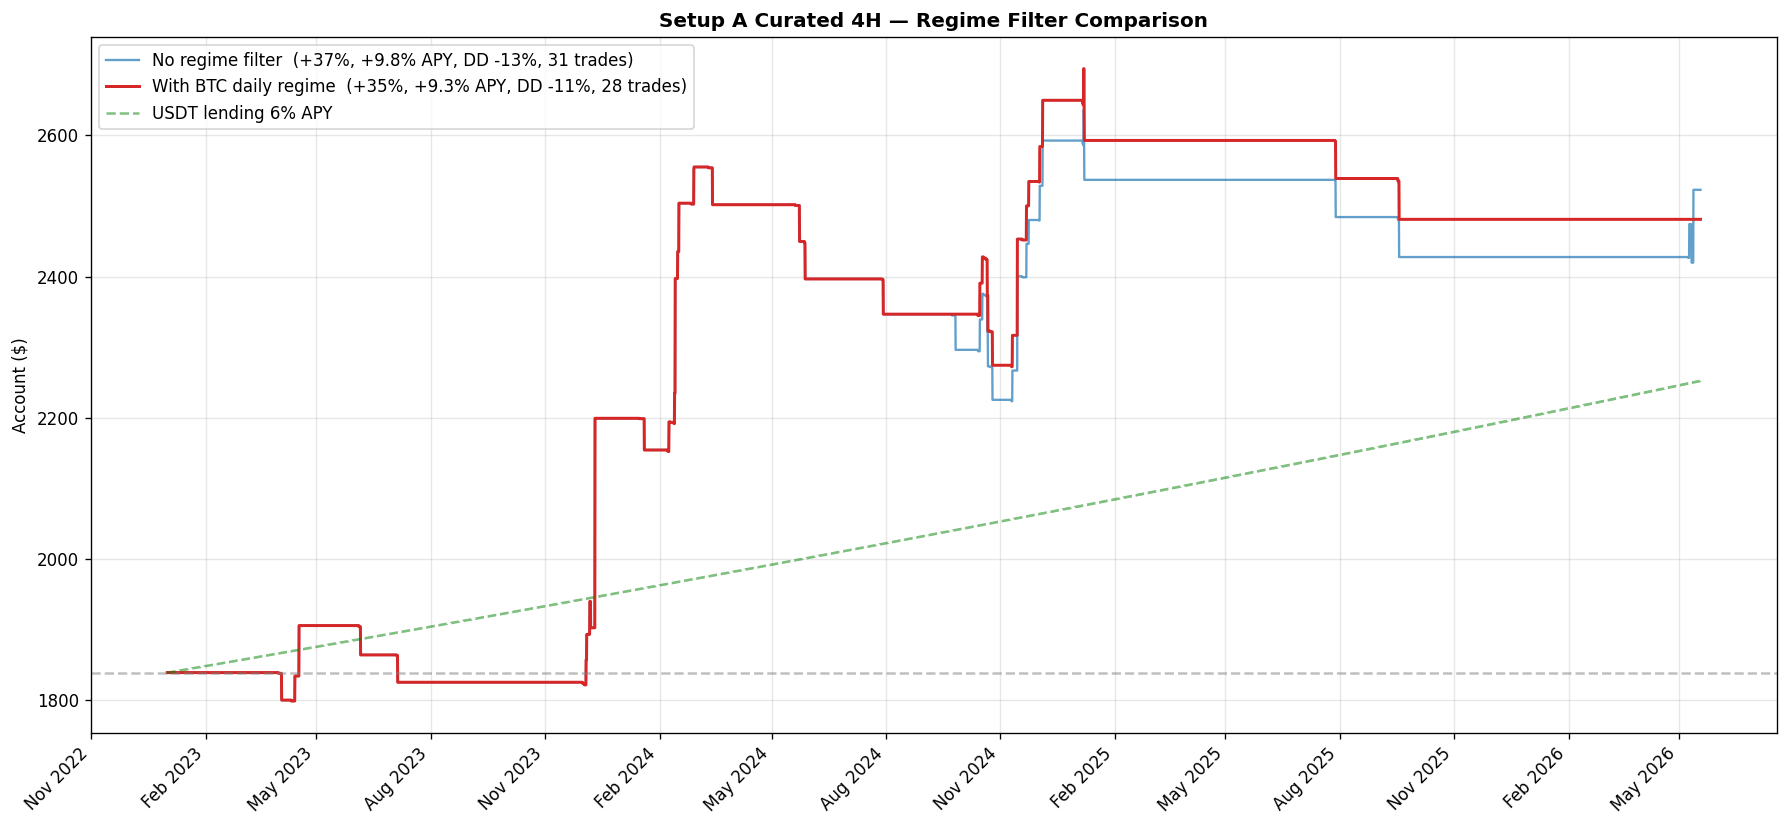 Setup A Curated 4H — Regime Filter Comparison
No regime filter  (+37%, +9.8% APY, DD -13%, 31 trades)
With BTC daily regime  (+35%, +9.3% APY, DD -11%, 28 trades)
USDT lending 6% APY
Account ($)
2600
2400
2200
2000
1800
Nov 2022
Feb 2023
May 2023
Aug 2023
Nov 2023
Feb 2024
May 2024
Aug 2024
Nov 2024
Feb 2025
May 2025
Aug 2025
Nov 2025
Feb 2026
May 2026